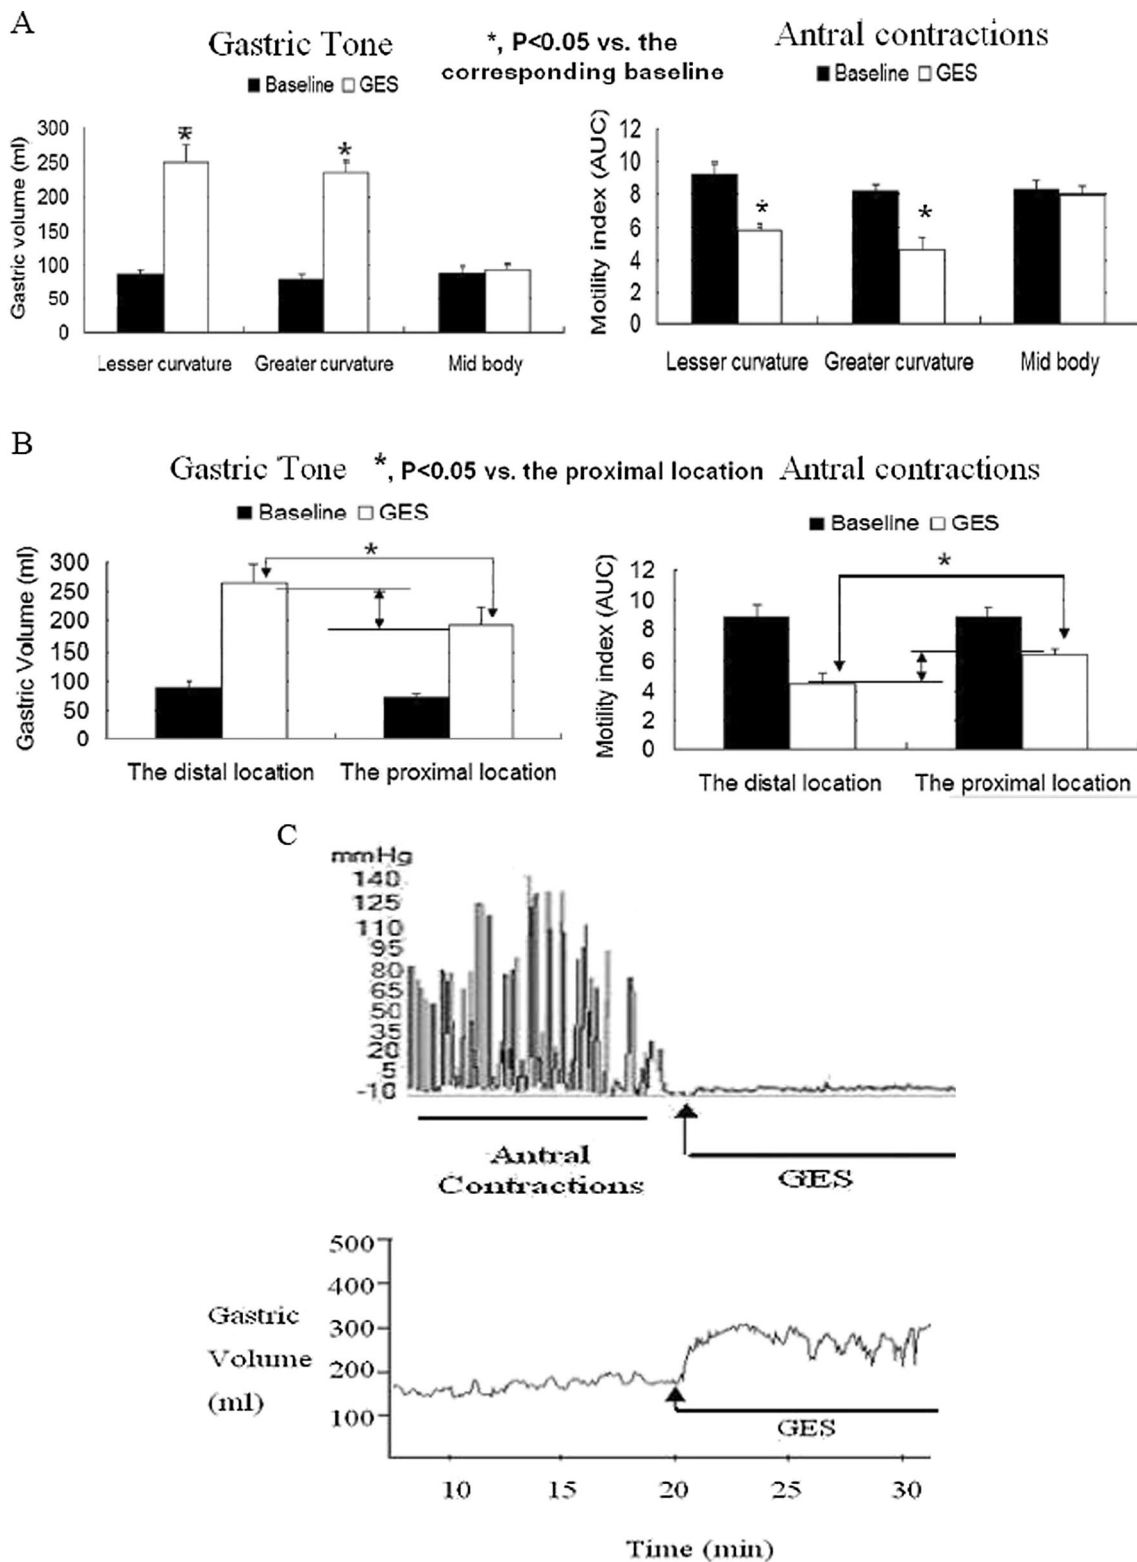 A
Gastric Tone
*, P<0.05 vs. the
corresponding baseline
Antral contractions
Baseline GES
Baseline GES
Gastric volume (ml)
300
250
200
150
100
50
0
*
*
Lesser curvature Greater curvature Mid body
Motility index (AUC)
12
10
8
6
4
2
0
*
*
Lesser curvature Greater curvature Mid body
B
Gastric Tone *, P<0.05 vs. the proximal location Antral contractions
Baseline GES
Baseline GES
Gastric Volume (ml)
300
250
200
150
100
50
0
*
The distal location The proximal location
Motility index (AUC)
12
10
8
6
4
2
0
*
The distal location The proximal location
C
mmHg
140
125
110
95
80
65
50
35
20
5
-10
Antral
Contractions
GES
Gastric
Volume
(ml)
500
400
300
200
100
GES
10 15 20 25 30
Time (min)